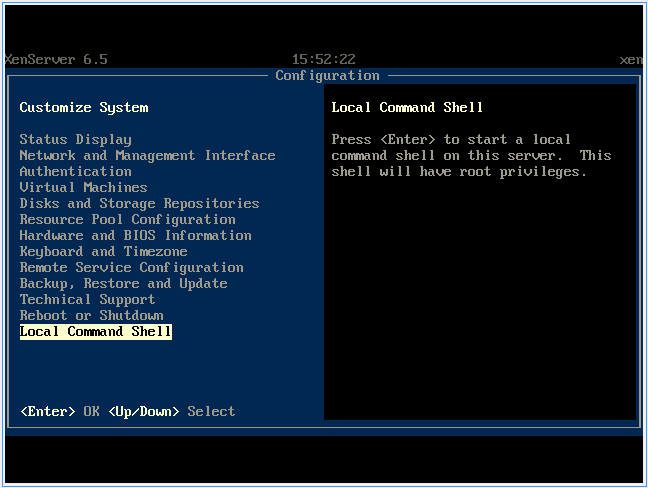 XenServer 6.5 15:52:22 xen
Configuration
Customize System
Status Display
Network and Management Interface
Authentication
Virtual Machines
Disks and Storage Repositories
Resource Pool Configuration
Hardware and BIOS Information
Keyboard and Timezone
Remote Service Configuration
Backup, Restore and Update
Technical Support
Reboot or Shutdown
Local Command Shell
<Enter> OK <Up/Down> Select
Local Command Shell
Press <Enter> to start a local
command shell on this server.  This
shell will have root privileges.